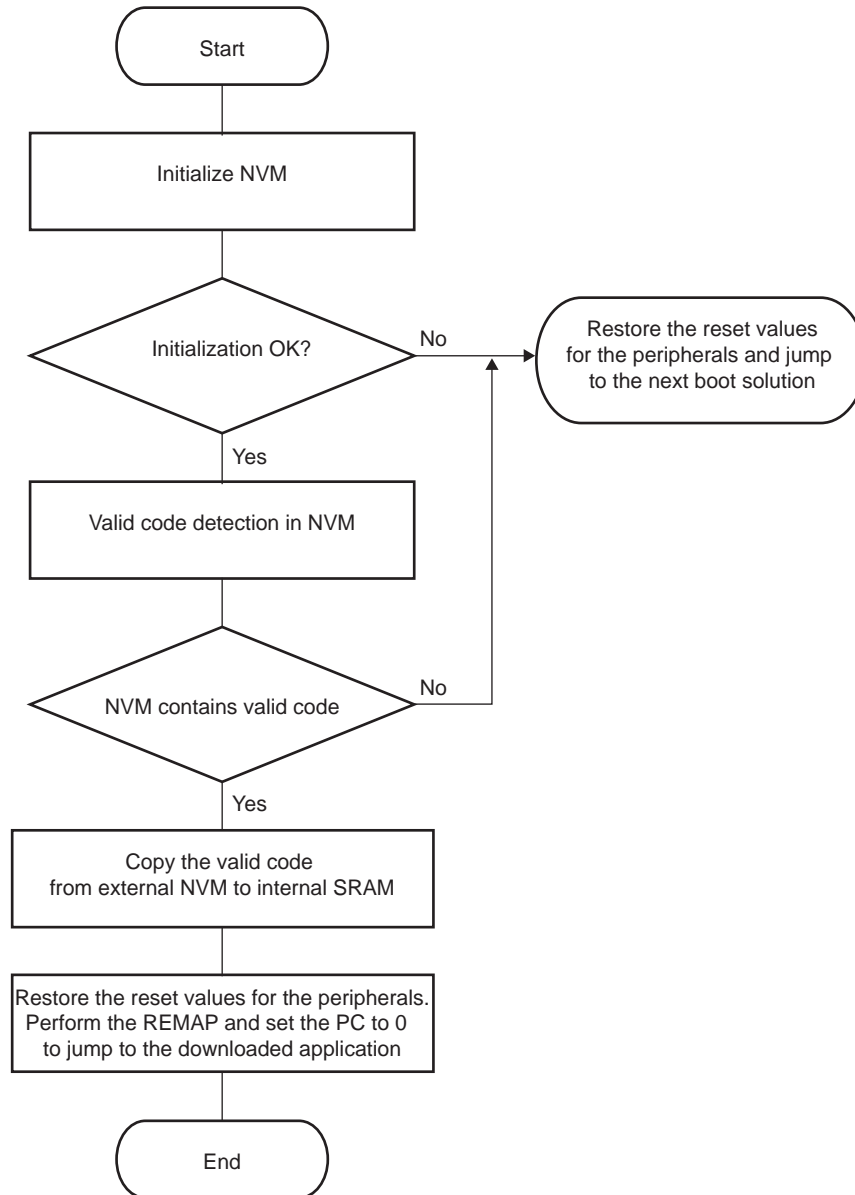 Start
Initialize NVM
Initialization OK?
No
Restore the reset values
for the peripherals and jump
to the next boot solution
Yes
Valid code detection in NVM
NVM contains valid code
No
Yes
Copy the valid code
from external NVM to internal SRAM
Restore the reset values for the peripherals.
Perform the REMAP and set the PC to 0
to jump to the downloaded application
End